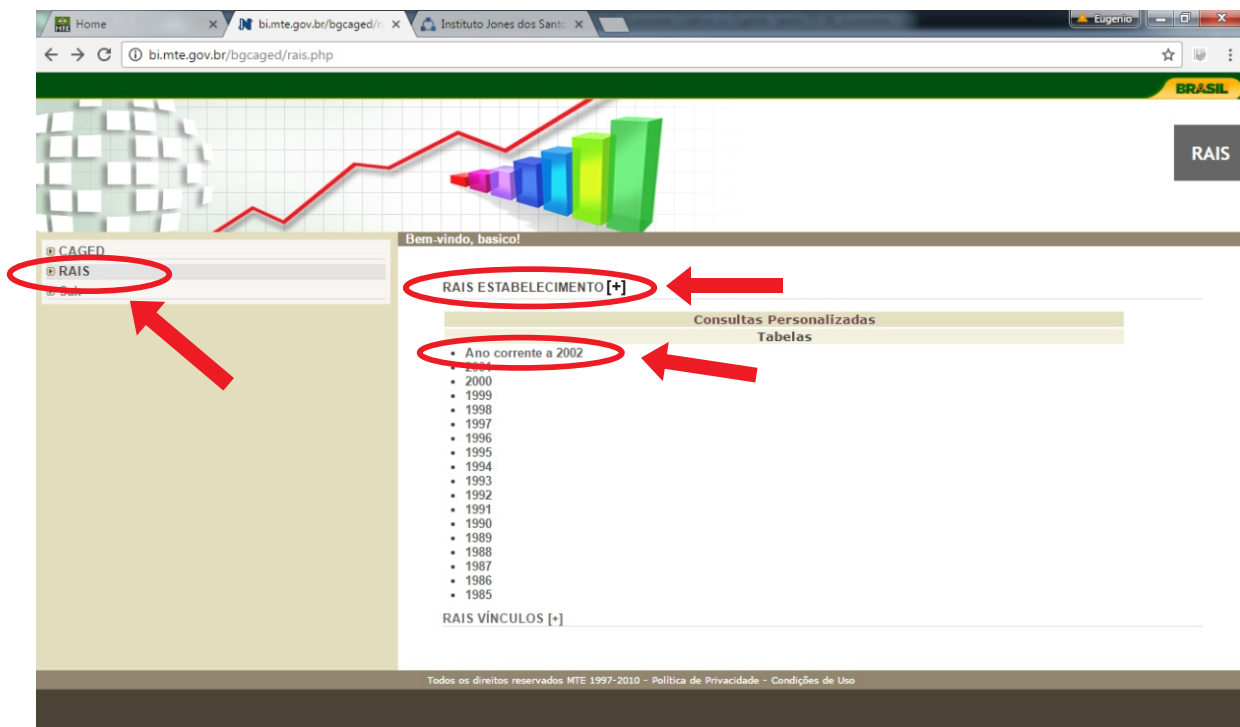 Home
bi.mte.gov.br/bgcaged/r
Instituto Jones dos Santo
Eugenio
bi.mte.gov.br/bgcaged/rais.php
BRASIL
RAIS
Bem-vindo, basico!
CAGED
RAIS
Sair
RAIS ESTABELECIMENTO [+]
Consultas Personalizadas
Tabelas
Ano corrente a 2002
2001
2000
1999
1998
1997
1996
1995
1994
1993
1992
1991
1990
1989
1988
1987
1986
1985
RAIS VÍNCULOS [+]
Todos os direitos reservados MTE 1997-2010 - Política de Privacidade - Condições de Uso